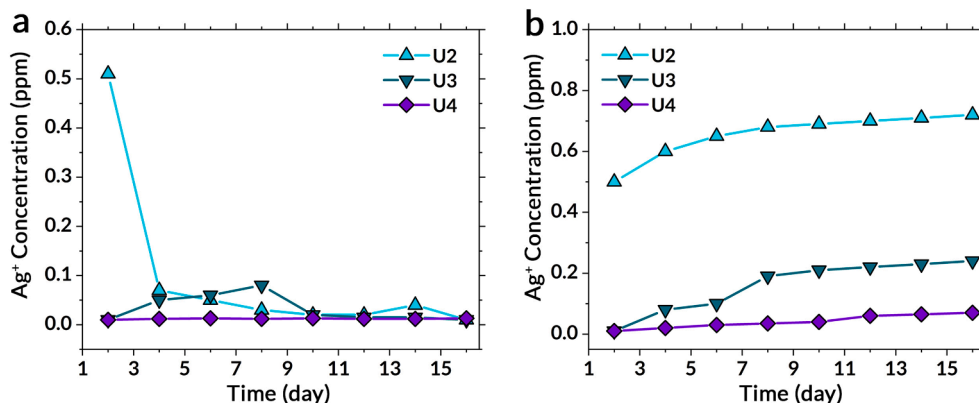 a
Ag⁺ Concentration (ppm)
0.6
0.5
0.4
0.3
0.2
0.1
0.0
U2
U3
U4
1 3 5 7 9 11 13 15
Time (day)
b
Ag⁺ Concentration (ppm)
1.0
0.8
0.6
0.4
0.2
0.0
U2
U3
U4
1 3 5 7 9 11 13 15
Time (day)